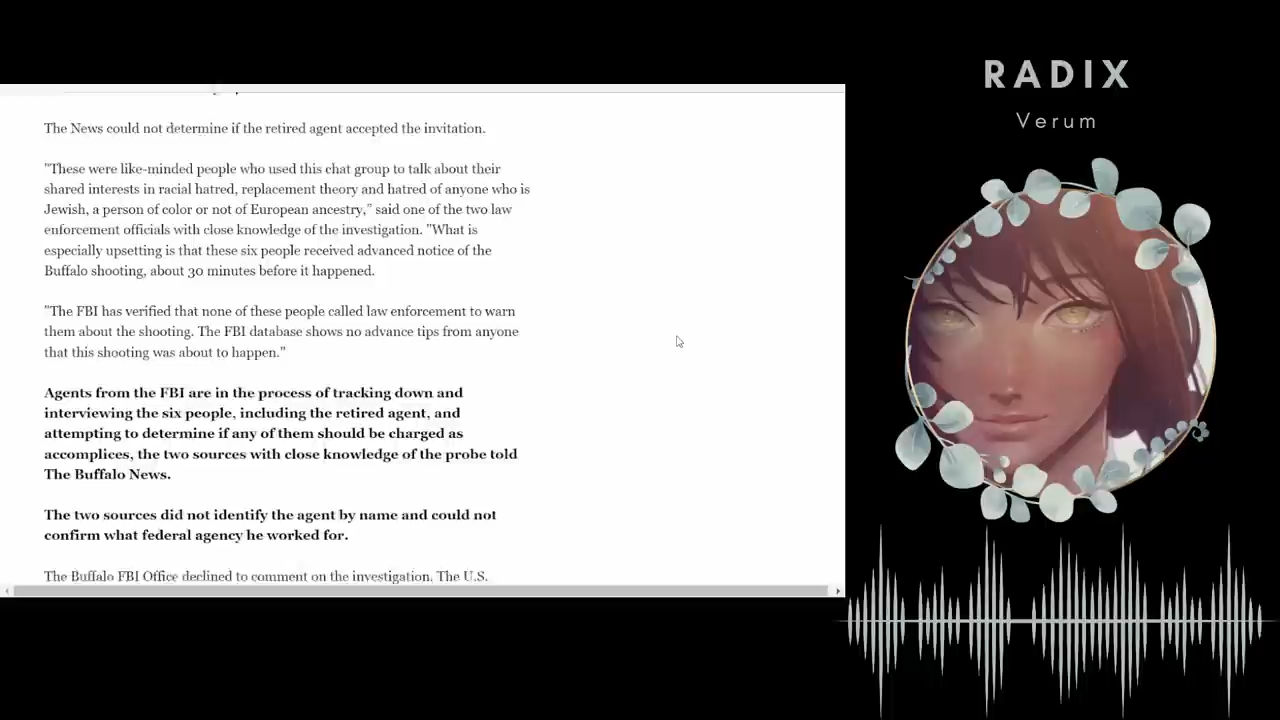 The News could not determine if the retired agent accepted the invitation.
"These were like-minded people who used this chat group to talk about their
shared interests in racial hatred, replacement theory and hatred of anyone who is
Jewish, a person of color or not of European ancestry," said one of the two law
enforcement officials with close knowledge of the investigation. "What is
especially upsetting is that these six people received advanced notice of the
Buffalo shooting, about 30 minutes before it happened.
"The FBI has verified that none of these people called law enforcement to warn
them about the shooting. The FBI database shows no advance tips from anyone
that this shooting was about to happen."
Agents from the FBI are in the process of tracking down and
interviewing the six people, including the retired agent, and
attempting to determine if any of them should be charged as
accomplices, the two sources with close knowledge of the probe told
The Buffalo News.
The two sources did not identify the agent by name and could not
confirm what federal agency he worked for.
The Buffalo FBI Office declined to comment on the investigation. The U.S.
RADIX
Verum